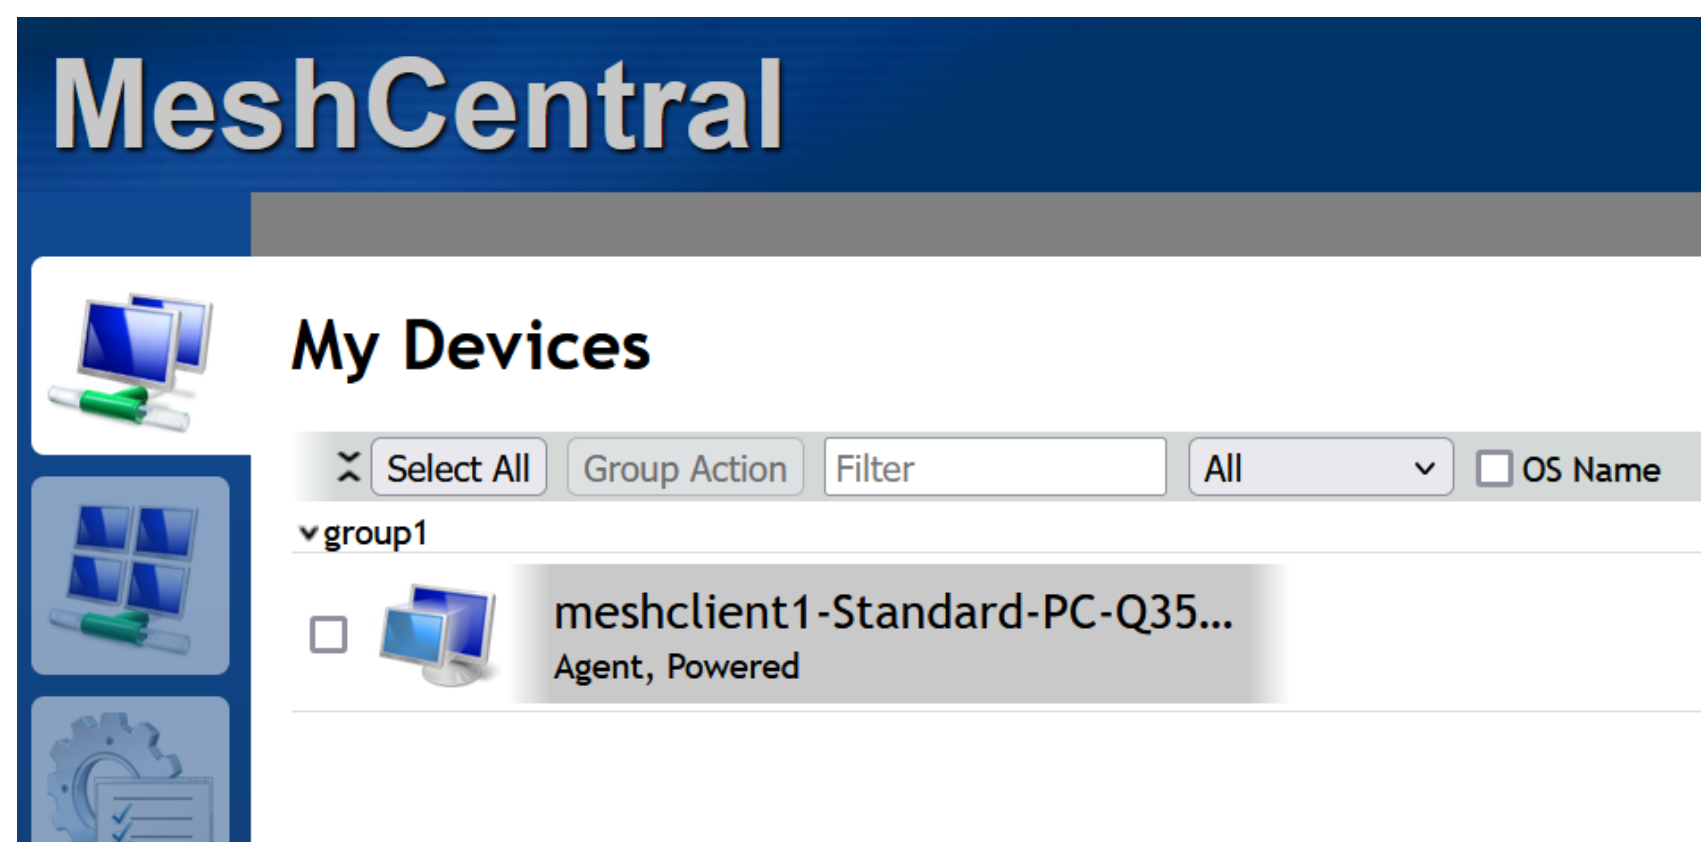 MeshCentral
My Devices
Select All Group Action Filter All OS Name
group1
meshclient1-Standard-PC-Q35...
Agent, Powered